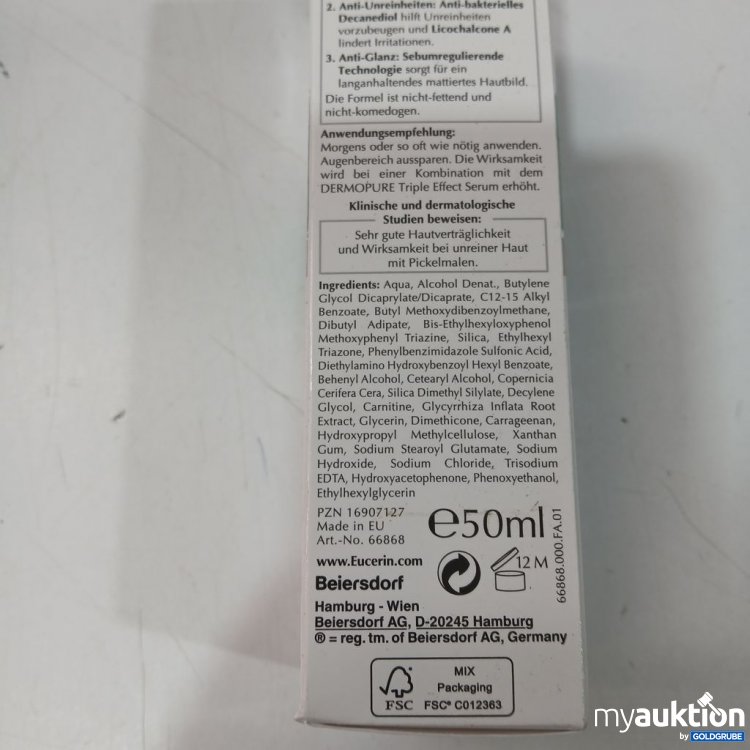 2. Anti-Unreinheiten: Anti-bakterielles
Decanediol hilft Unreinheiten
vorzubeugen und Licochalcone A
lindert Irritationen.
3. Anti-Glanz: Sebumregulierende
Technologie sorgt für ein
langanhaltendes mattiertes Hautbild.
Die Formel ist nicht-fettend und
nicht-komedogen.
Anwendungsempfehlung:
Morgens oder so oft wie nötig anwenden.
Augenbereich aussparen. Die Wirksamkeit
wird bei einer Kombination mit dem
DERMOPURE Triple Effect Serum erhöht.
Klinische und dermatologische
Studien beweisen:
Sehr gute Hautverträglichkeit
und Wirksamkeit bei unreiner Haut
mit Pickelmalen.
Ingredients: Aqua, Alcohol Denat., Butylene
Glycol Dicaprylate/Dicaprate, C12-15 Alkyl
Benzoate, Butyl Methoxydibenzoylmethane,
Dibutyl Adipate, Bis-Ethylhexyloxyphenol
Methoxyphenyl Triazine, Silica, Ethylhexyl
Triazone, Phenylbenzimidazole Sulfonic Acid,
Diethylamino Hydroxybenzoyl Hexyl Benzoate,
Behenyl Alcohol, Cetearyl Alcohol, Copernicia
Cerifera Cera, Silica Dimethyl Silylate, Decylene
Glycol, Carnitine, Glycyrrhiza Inflata Root
Extract, Glycerin, Dimethicone, Carrageenan,
Hydroxypropyl Methylcellulose, Xanthan
Gum, Sodium Stearoyl Glutamate, Sodium
Hydroxide, Sodium Chloride, Trisodium
EDTA, Hydroxyacetophenone, Phenoxyethanol,
Ethylhexylglycerin
PZN 16907127
Made in EU
Art.-No. 66868
℮50ml
www.Eucerin.com
12 M
66868.000.FA.01
Beiersdorf
Hamburg - Wien
Beiersdorf AG, D-20245 Hamburg
® = reg. tm. of Beiersdorf AG, Germany
FSC
MIX
Packaging
FSC® C012363
myauktion
by GOLDGRUBE